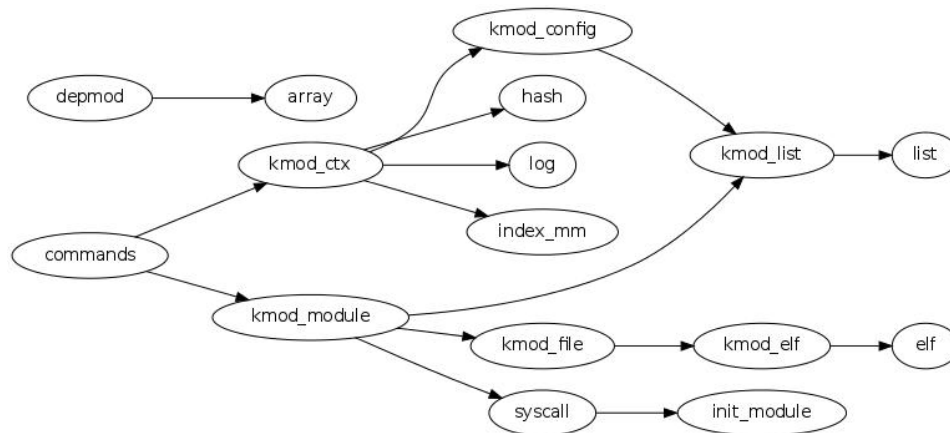 kmod_config
depmod
array
hash
kmod_ctx
log
kmod_list
list
index_mm
commands
kmod_module
kmod_file
kmod_elf
elf
syscall
init_module